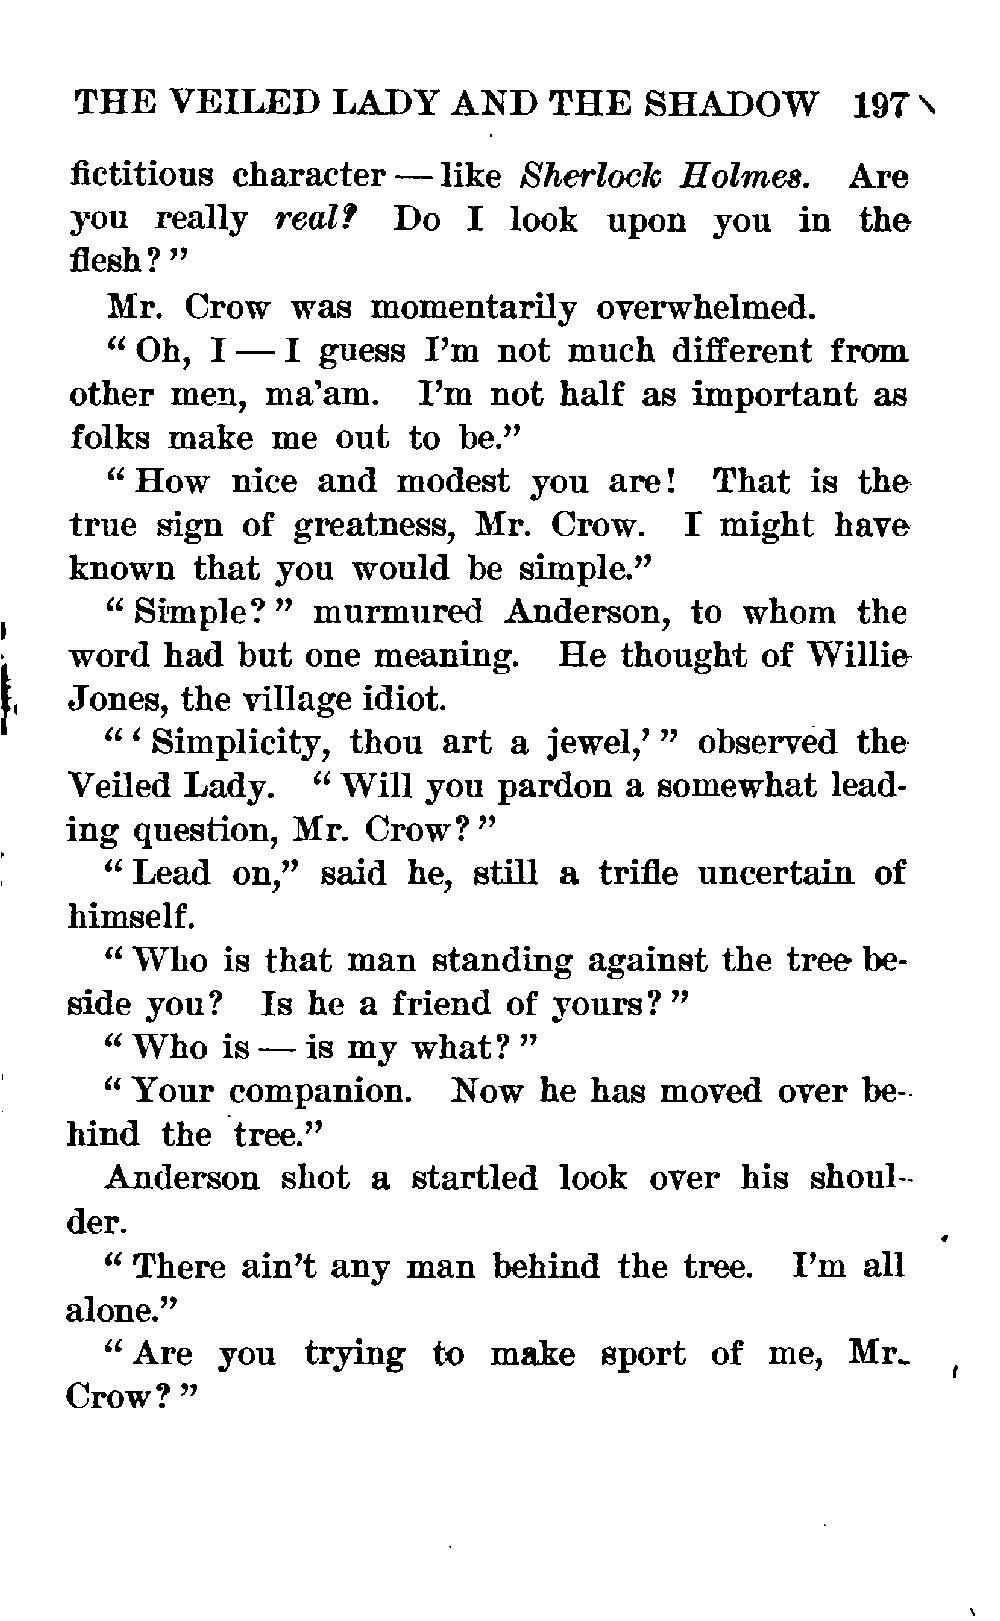 THE VEILED LADY AND THE SHADOW 197
fictitious character — like Sherlock Holmes. Are
you really real? Do I look upon you in the
flesh?”
Mr. Crow was momentarily overwhelmed.
“Oh, I — I guess I’m not much different from
other men, ma’am. I’m not half as important as
folks make me out to be.”
“How nice and modest you are! That is the
true sign of greatness, Mr. Crow. I might have
known that you would be simple.”
“Simple?” murmured Anderson, to whom the
word had but one meaning. He thought of Willie
Jones, the village idiot.
“‘Simplicity, thou art a jewel,’” observed the
Veiled Lady. “Will you pardon a somewhat lead-
ing question, Mr. Crow?”
“Lead on,” said he, still a trifle uncertain of
himself.
“Who is that man standing against the tree be-
side you? Is he a friend of yours?”
“Who is — is my what?”
“Your companion. Now he has moved over be-
hind the tree.”
Anderson shot a startled look over his shoul-
der.
“There ain’t any man behind the tree. I’m all
alone.”
“Are you trying to make sport of me, Mr.
Crow?”